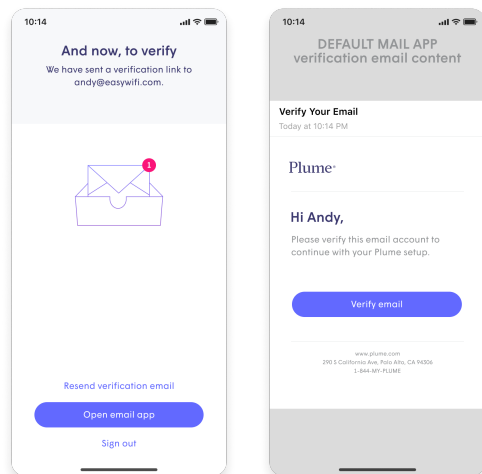 10:14
And now, to verify
We have sent a verification link to
andy@easywifi.com.
1
Resend verification email
Open email app
Sign out
10:14
DEFAULT MAIL APP
verification email content
Verify Your Email
Today at 10:14 PM
Plume
Hi Andy,
Please verify this email account to
continue with your Plume setup.
Verify email
www.plume.com
290 S California Ave, Palo Alto, CA 94306
1-844-MY-PLUME